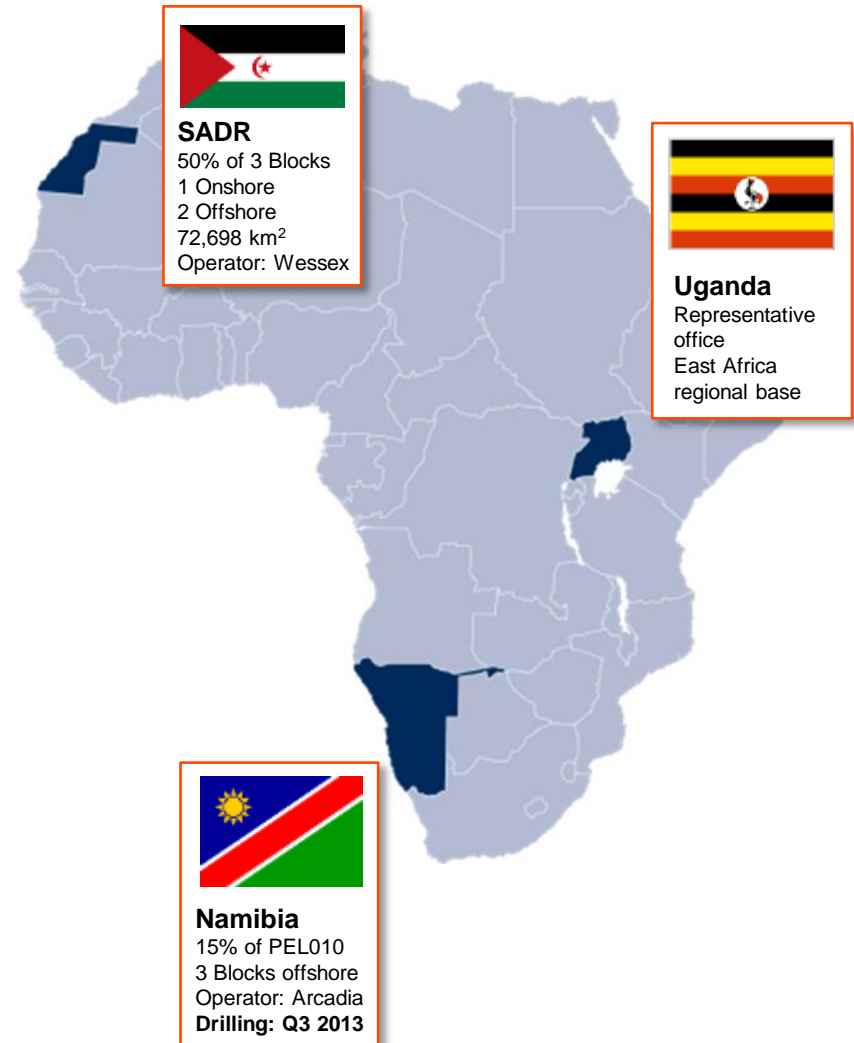 SADR
50% of 3 Blocks
1 Onshore
2 Offshore
72,698 km²
Operator: Wessex
Uganda
Representative
office
East Africa
regional base
Namibia
15% of PEL010
3 Blocks offshore
Operator: Arcadia
Drilling: Q3 2013